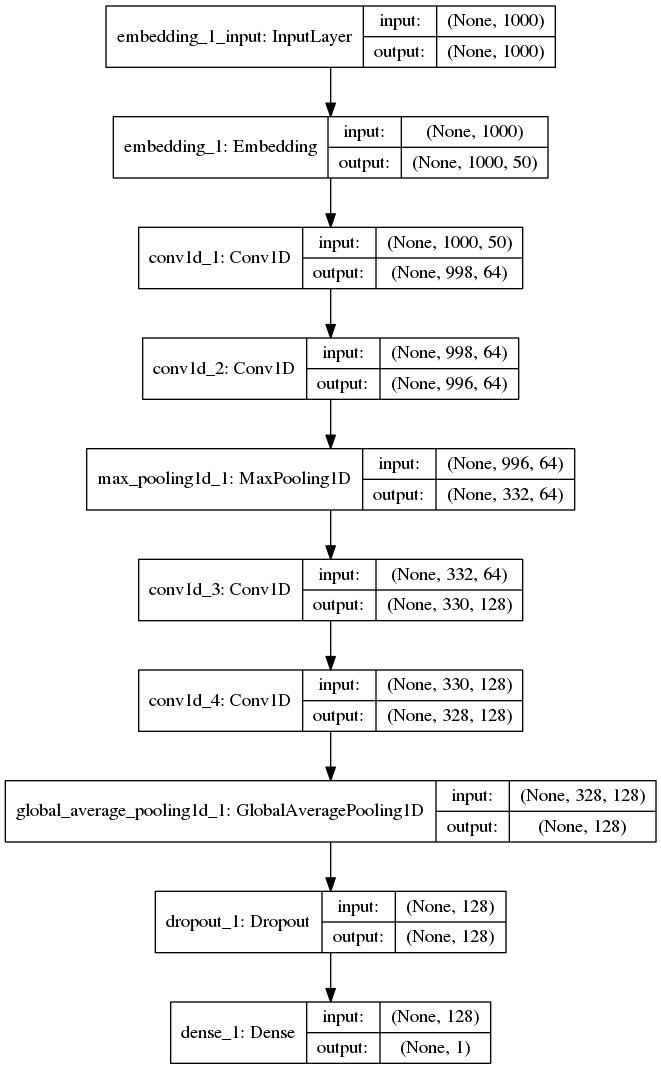 embedding_1_input: InputLayer
input: (None, 1000)
output: (None, 1000)
embedding_1: Embedding
input: (None, 1000)
output: (None, 1000, 50)
conv1d_1: Conv1D
input: (None, 1000, 50)
output: (None, 998, 64)
conv1d_2: Conv1D
input: (None, 998, 64)
output: (None, 996, 64)
max_pooling1d_1: MaxPooling1D
input: (None, 996, 64)
output: (None, 332, 64)
conv1d_3: Conv1D
input: (None, 332, 64)
output: (None, 330, 128)
conv1d_4: Conv1D
input: (None, 330, 128)
output: (None, 328, 128)
global_average_pooling1d_1: GlobalAveragePooling1D
input: (None, 328, 128)
output: (None, 128)
dropout_1: Dropout
input: (None, 128)
output: (None, 128)
dense_1: Dense
input: (None, 128)
output: (None, 1)